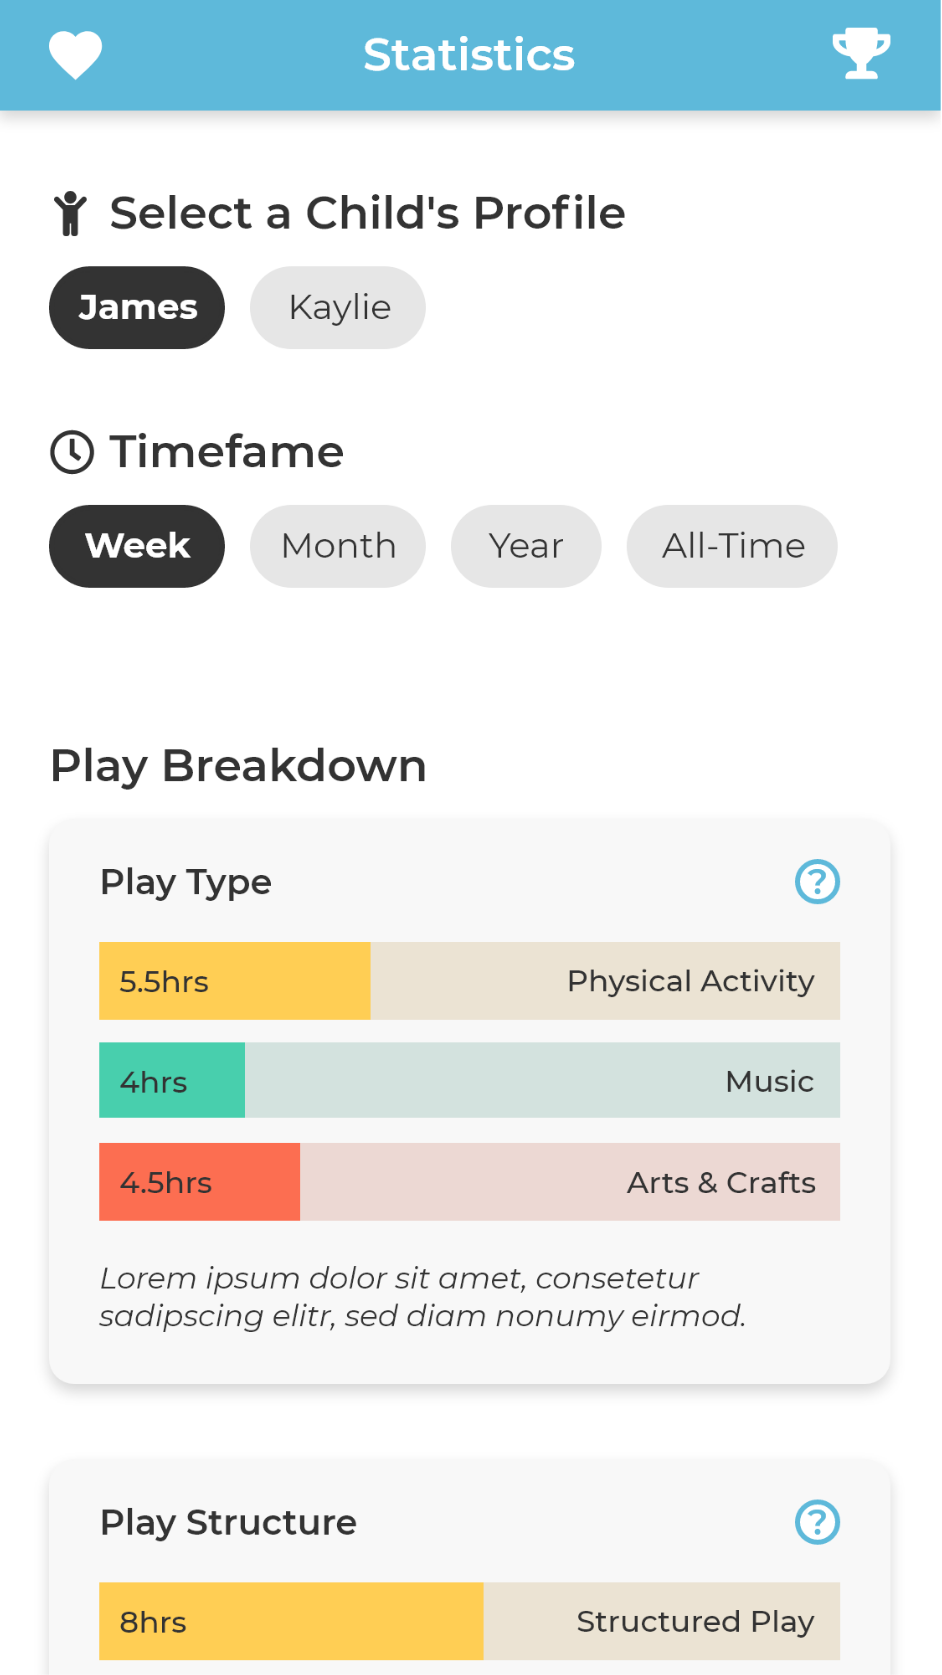 Statistics
Select a Child's Profile
James Kaylie
Timefame
Week Month Year All-Time
Play Breakdown
Play Type
5.5hrs Physical Activity
4hrs Music
4.5hrs Arts & Crafts
Lorem ipsum dolor sit amet, consetetur
sadipscing elitr, sed diam nonumy eirmod.
Play Structure
8hrs Structured Play